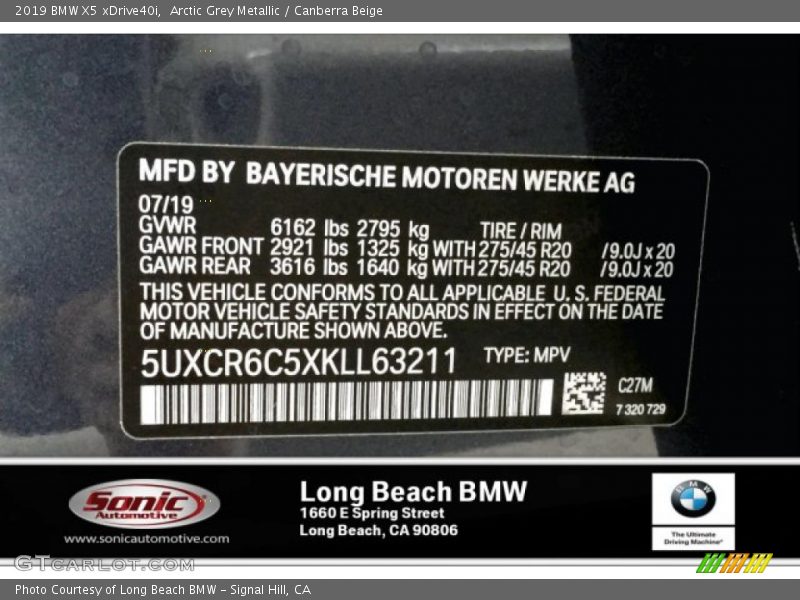 2019 BMW X5 xDrive40i,  Arctic Grey Metallic / Canberra Beige
MFD BY BAYERISCHE MOTOREN WERKE AG
07/19
GVWR 6162 lbs 2795 kg TIRE / RIM
GAWR FRONT 2921 lbs 1325 kg WITH 275/45 R20 /9.0J x 20
GAWR REAR 3616 lbs 1640 kg WITH 275/45 R20 /9.0J x 20
THIS VEHICLE CONFORMS TO ALL APPLICABLE U. S. FEDERAL
MOTOR VEHICLE SAFETY STANDARDS IN EFFECT ON THE DATE
OF MANUFACTURE SHOWN ABOVE.
5UXCR6C5XKLL63211 TYPE: MPV
C27M
7 320 729
Sonic
Automotive
www.sonicautomotive.com
Long Beach BMW
1660 E Spring Street
Long Beach, CA 90806
BMW
The Ultimate
Driving Machine®
GTcarlot.com
Photo Courtesy of Long Beach BMW - Signal Hill, CA